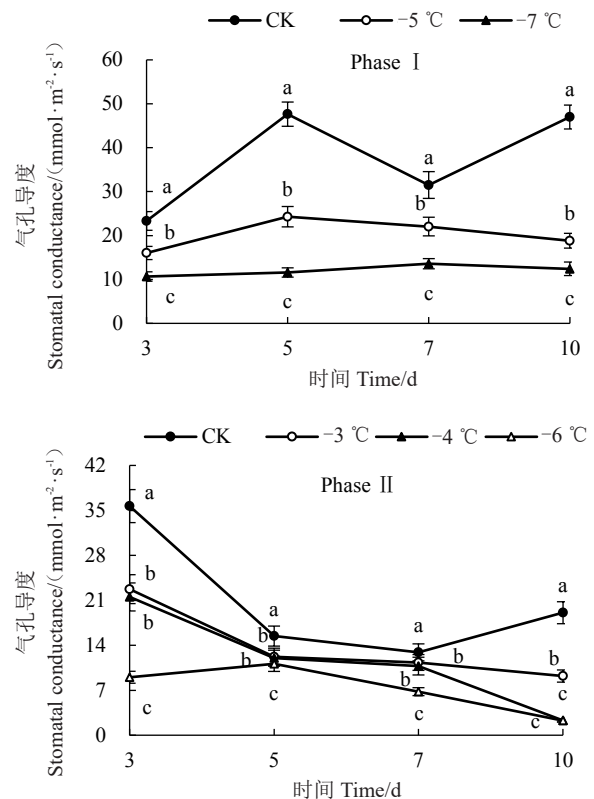 CK −5 ℃ −7 ℃
Phase Ⅰ
气孔导度
Stomatal conductance/(mmol·m⁻²·s⁻¹)
60
50
40
30
20
10
0
a
a
a
a
b
b
b
b
c
c
c
c
3 5 7 10
时间 Time/d
CK −3 ℃ −4 ℃ −6 ℃
Phase Ⅱ
气孔导度
Stomatal conductance/(mmol·m⁻²·s⁻¹)
42
35
28
21
14
7
0
a
a
a
a
b
b
b
b
b
b
b
c
c
c
c
c
3 5 7 10
时间 Time/d